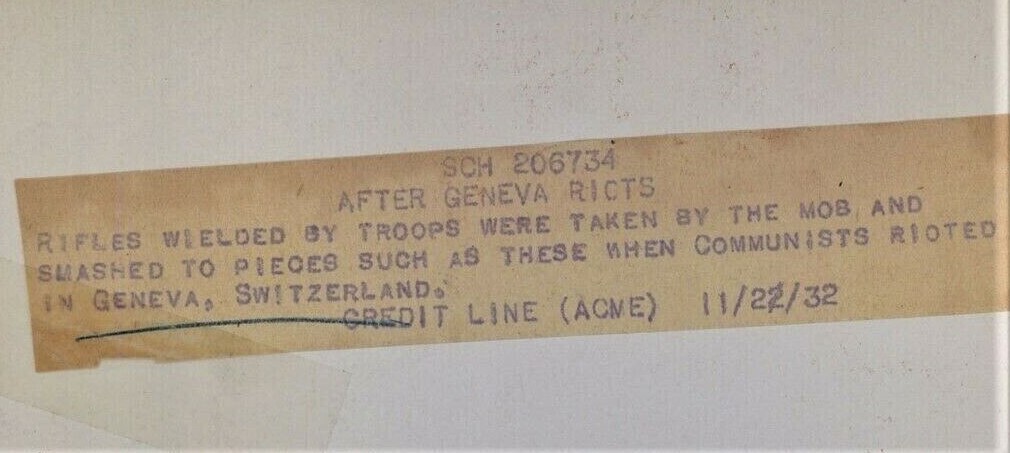 SCH 206734
AFTER GENEVA RIOTS
RIFLES WIELDED BY TROOPS WERE TAKEN BY THE MOB AND
SMASHED TO PIECES SUCH AS THESE WHEN COMMUNISTS RIOTED
IN GENEVA, SWITZERLAND.
CREDIT LINE (ACME) 11/22/32